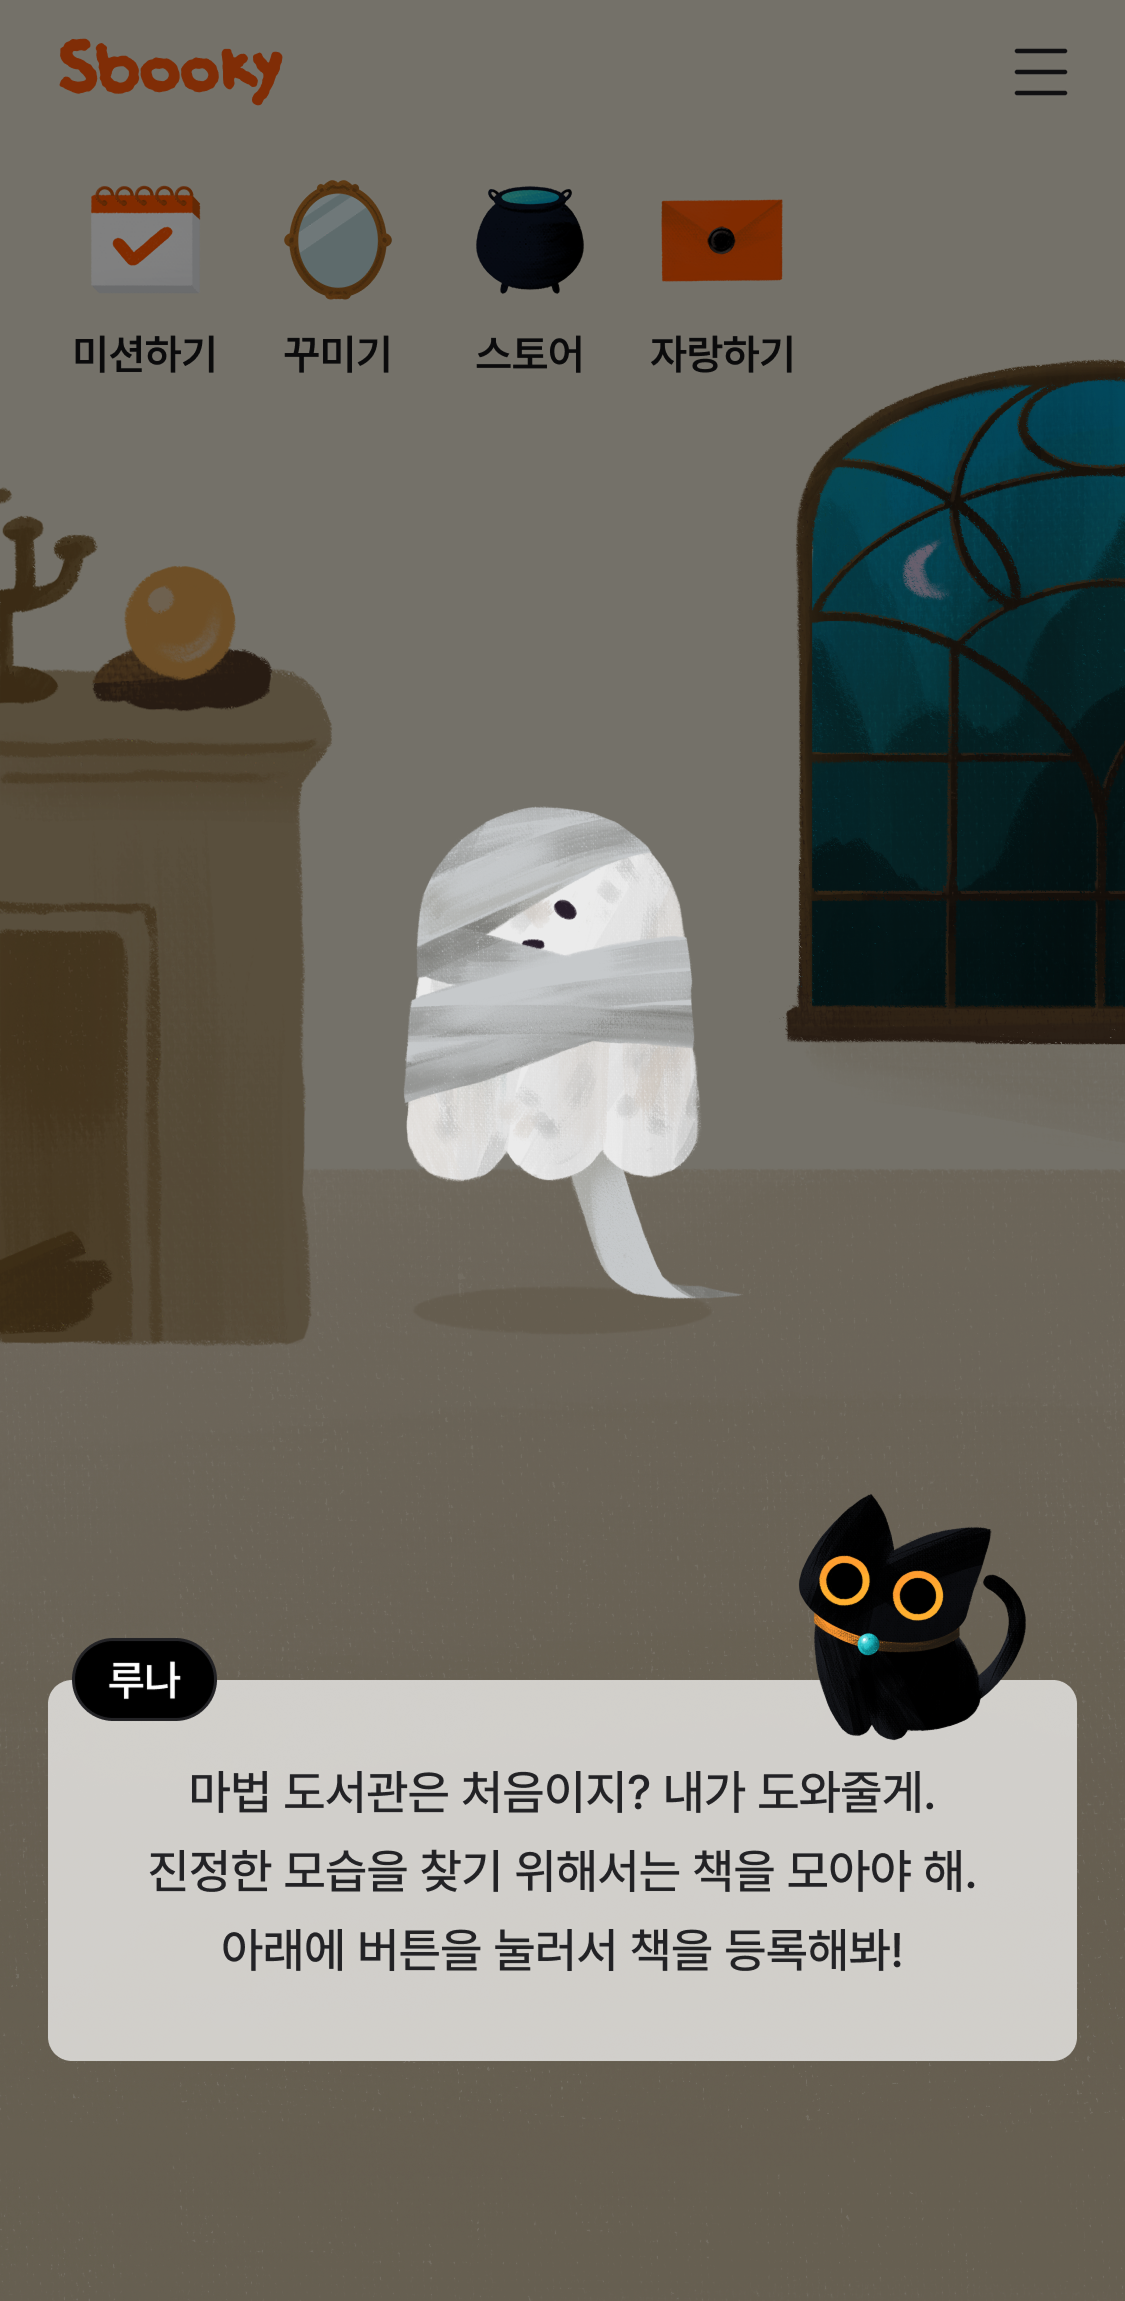 Sbooky
미션하기 꾸미기 스토어 자랑하기
루나
마법 도서관은 처음이지? 내가 도와줄게.
진정한 모습을 찾기 위해서는 책을 모아야 해.
아래에 버튼을 눌러서 책을 등록해봐!